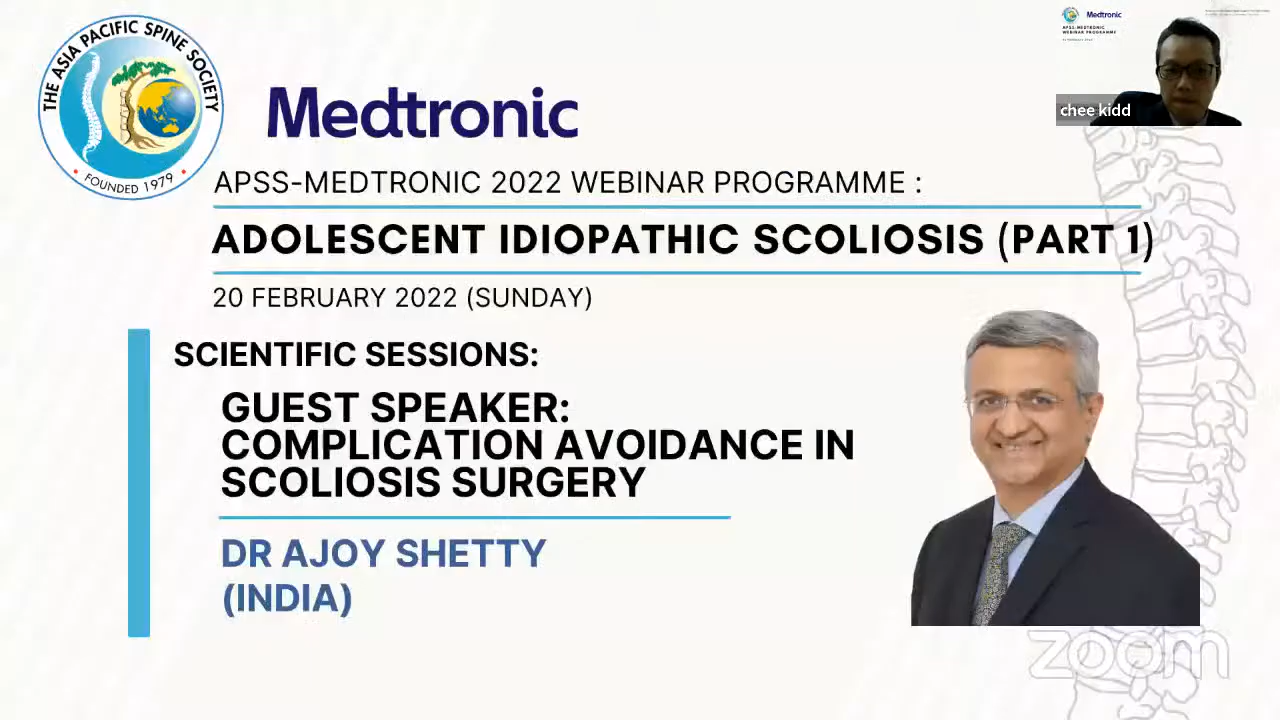 THE ASIA PACIFIC SPINE SOCIETY
FOUNDED 1979
Medtronic
APSS-MEDTRONIC 2022 WEBINAR PROGRAMME :
ADOLESCENT IDIOPATHIC SCOLIOSIS (PART 1)
20 FEBRUARY 2022 (SUNDAY)
SCIENTIFIC SESSIONS:
GUEST SPEAKER:
COMPLICATION AVOIDANCE IN
SCOLIOSIS SURGERY
DR AJOY SHETTY
(INDIA)
Medtronic
APSS-MEDTRONIC
WEBINAR PROGRAMME
chee kidd
zoom